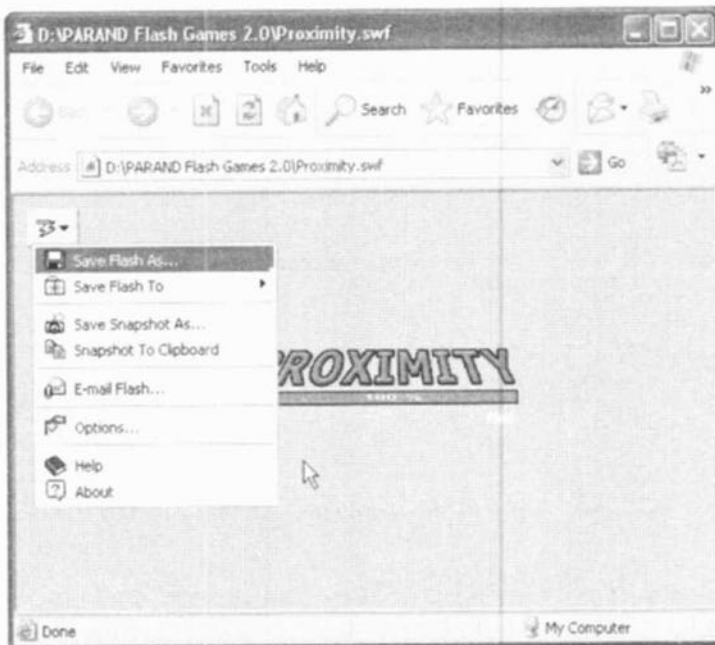 D:\PARAND Flash Games 2.0\Proximity.swf
File Edit View Favorites Tools Help
Back Search Favorites »
Address D:\PARAND Flash Games 2.0\Proximity.swf Go
Save Flash As...
Save Flash To
Save Snapshot As...
Snapshot To Clipboard
PROXIMITY
100 %
E-mail Flash...
Options...
Help
About
Done My Computer